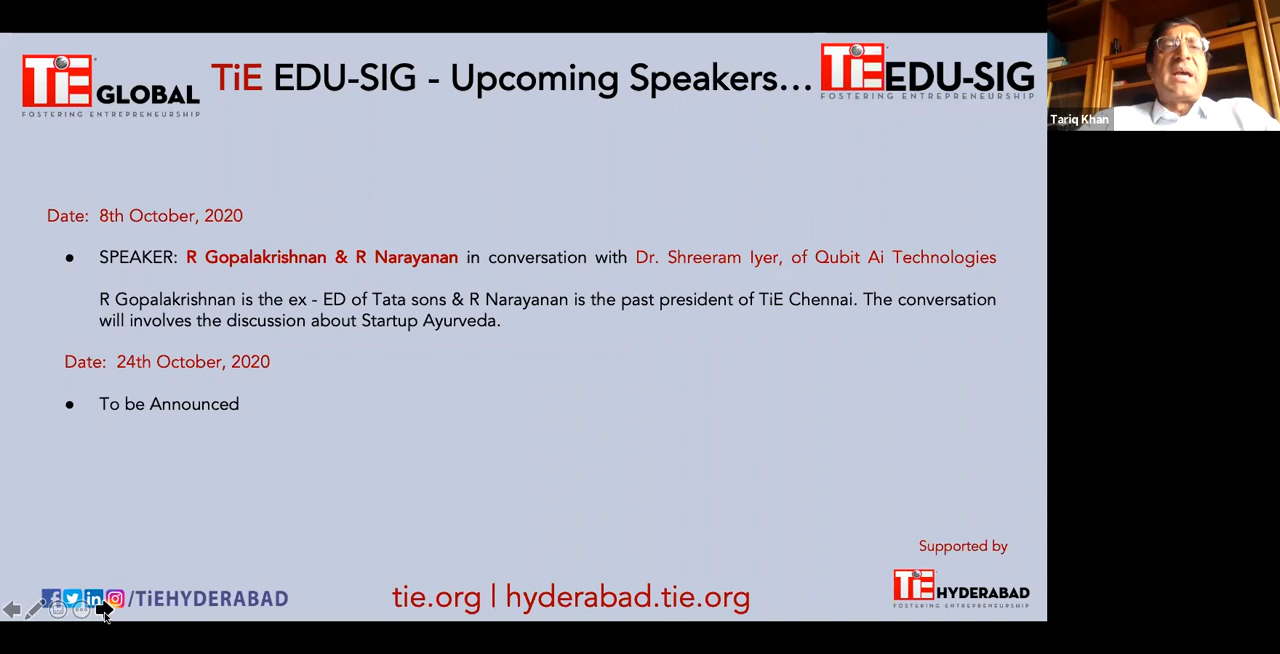 TiE GLOBAL
FOSTERING ENTREPRENEURSHIP
TiE EDU-SIG - Upcoming Speakers...
TiE EDU-SIG
FOSTERING ENTREPRENEURSHIP
Tariq Khan
Date: 8th October, 2020
● SPEAKER: R Gopalakrishnan & R Narayanan in conversation with Dr. Shreeram Iyer, of Qubit Ai Technologies
R Gopalakrishnan is the ex - ED of Tata sons & R Narayanan is the past president of TiE Chennai. The conversation
will involves the discussion about Startup Ayurveda.
Date: 24th October, 2020
● To be Announced
Supported by
TiE HYDERABAD
FOSTERING ENTREPRENEURSHIP
/TiEHYDERABAD
tie.org | hyderabad.tie.org